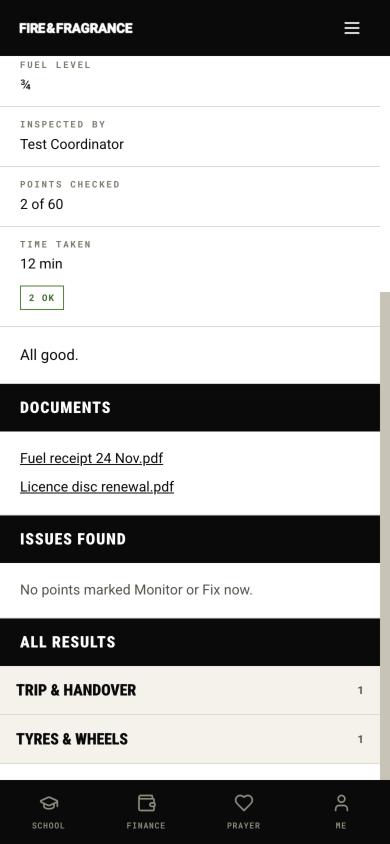 FIRE&FRAGRANCE
FUEL LEVEL
¾
INSPECTED BY
Test Coordinator
POINTS CHECKED
2 of 60
TIME TAKEN
12 min
2 OK
All good.
DOCUMENTS
Fuel receipt 24 Nov.pdf
Licence disc renewal.pdf
ISSUES FOUND
No points marked Monitor or Fix now.
ALL RESULTS
TRIP & HANDOVER 1
TYRES & WHEELS 1
SCHOOL FINANCE PRAYER ME